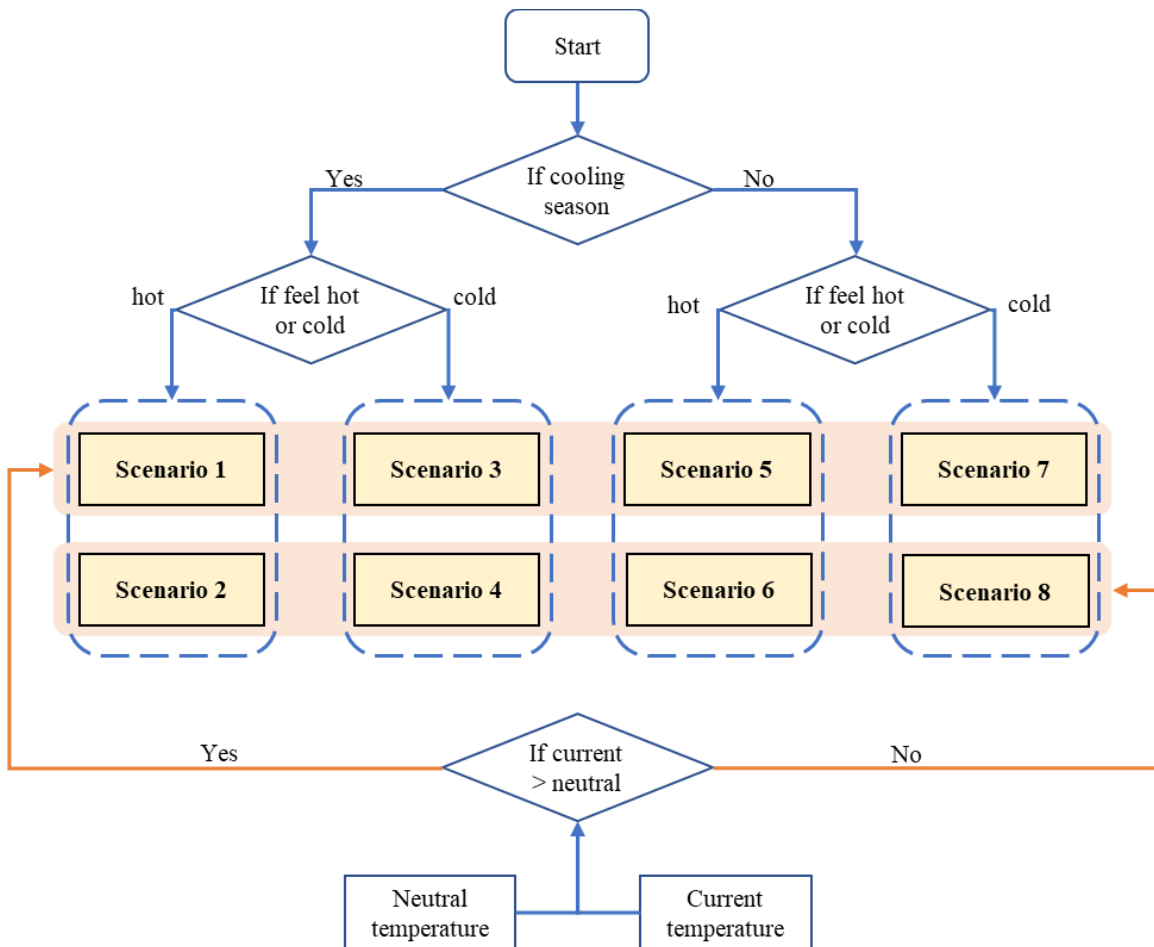 Start
If cooling
season
Yes
No
If feel hot
or cold
hot
cold
If feel hot
or cold
hot
cold
Scenario 1
Scenario 3
Scenario 5
Scenario 7
Scenario 2
Scenario 4
Scenario 6
Scenario 8
If current
> neutral
Yes
No
Neutral
temperature
Current
temperature